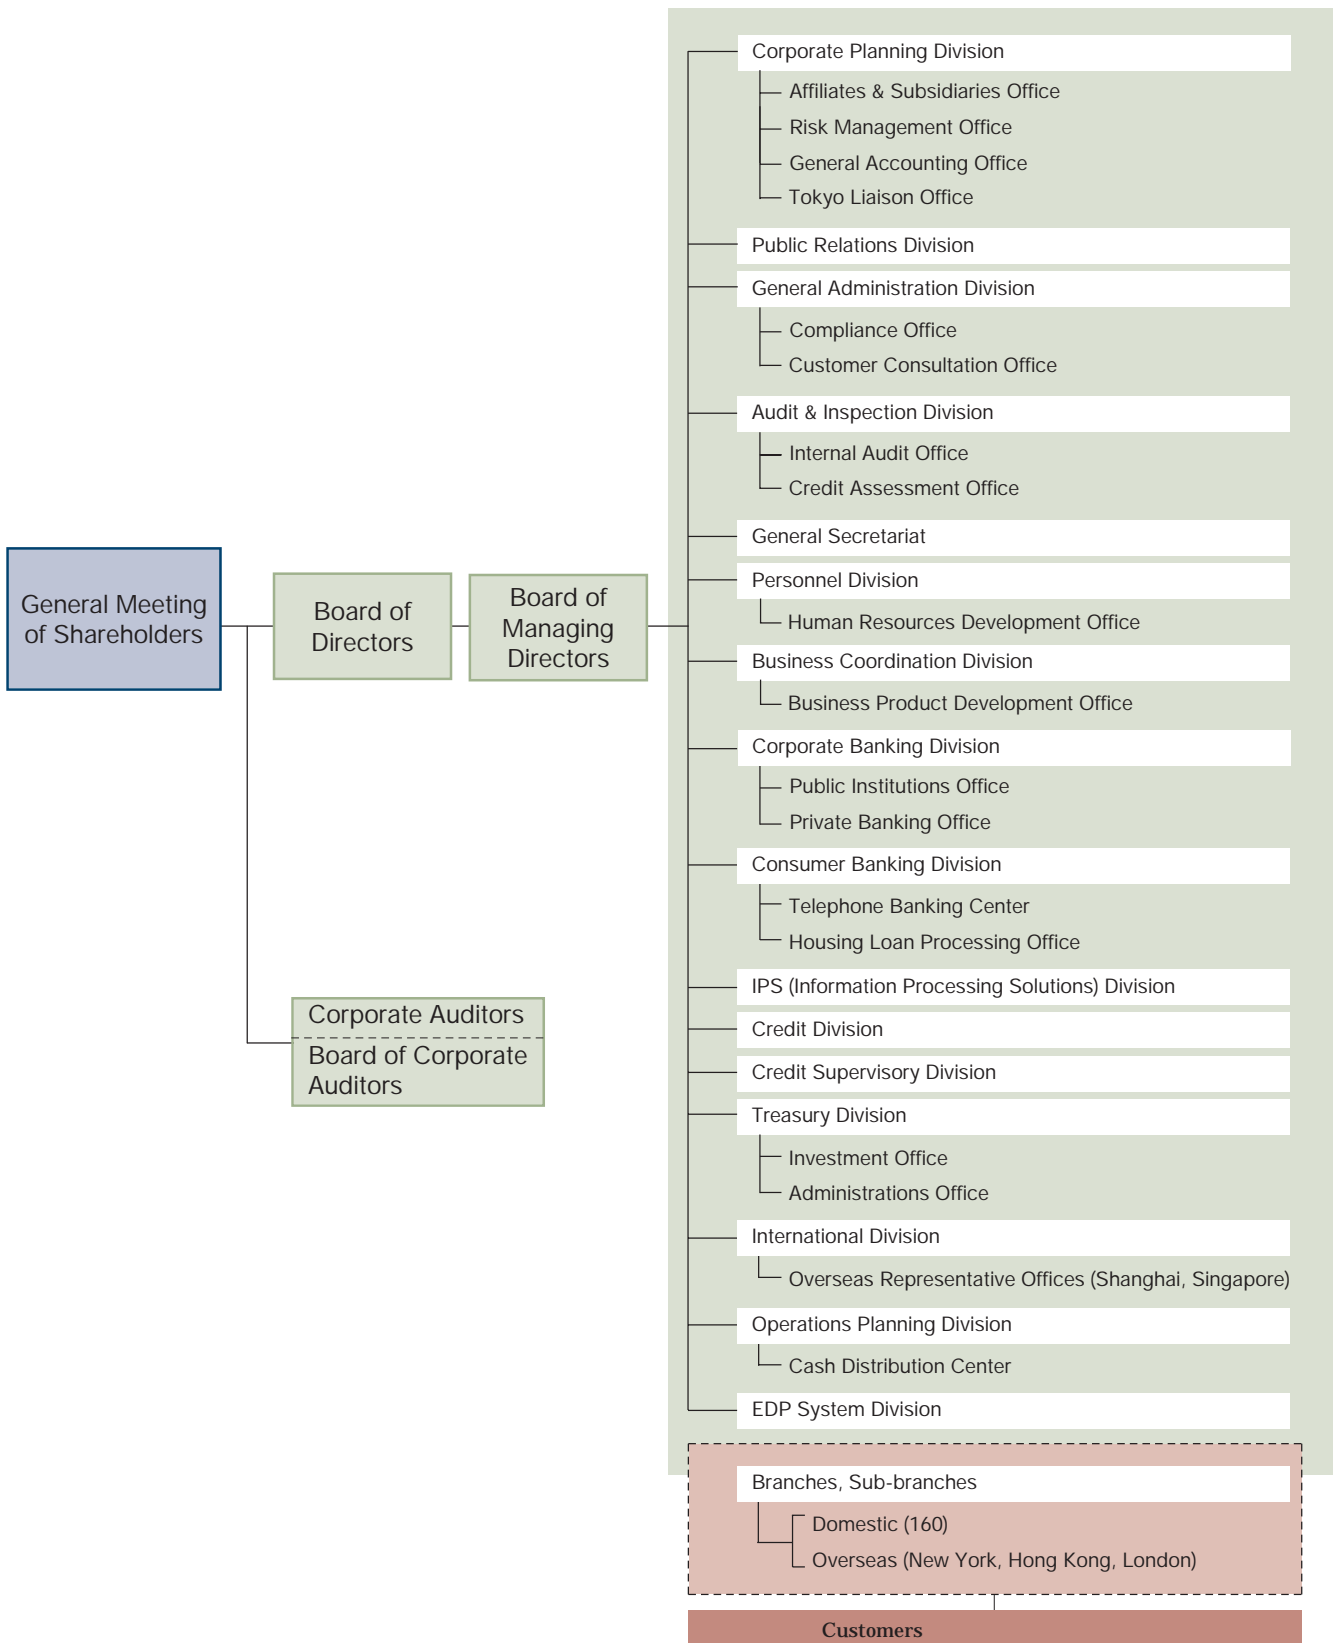 General Meeting
of Shareholders
Board of
Directors
Board of
Managing
Directors
Corporate Auditors
Board of Corporate
Auditors
Corporate Planning Division
Affiliates & Subsidiaries Office
Risk Management Office
General Accounting Office
Tokyo Liaison Office
Public Relations Division
General Administration Division
Compliance Office
Customer Consultation Office
Audit & Inspection Division
Internal Audit Office
Credit Assessment Office
General Secretariat
Personnel Division
Human Resources Development Office
Business Coordination Division
Business Product Development Office
Corporate Banking Division
Public Institutions Office
Private Banking Office
Consumer Banking Division
Telephone Banking Center
Housing Loan Processing Office
IPS (Information Processing Solutions) Division
Credit Division
Credit Supervisory Division
Treasury Division
Investment Office
Administrations Office
International Division
Overseas Representative Offices (Shanghai, Singapore)
Operations Planning Division
Cash Distribution Center
EDP System Division
Branches, Sub-branches
Domestic (160)
Overseas (New York, Hong Kong, London)
Customers